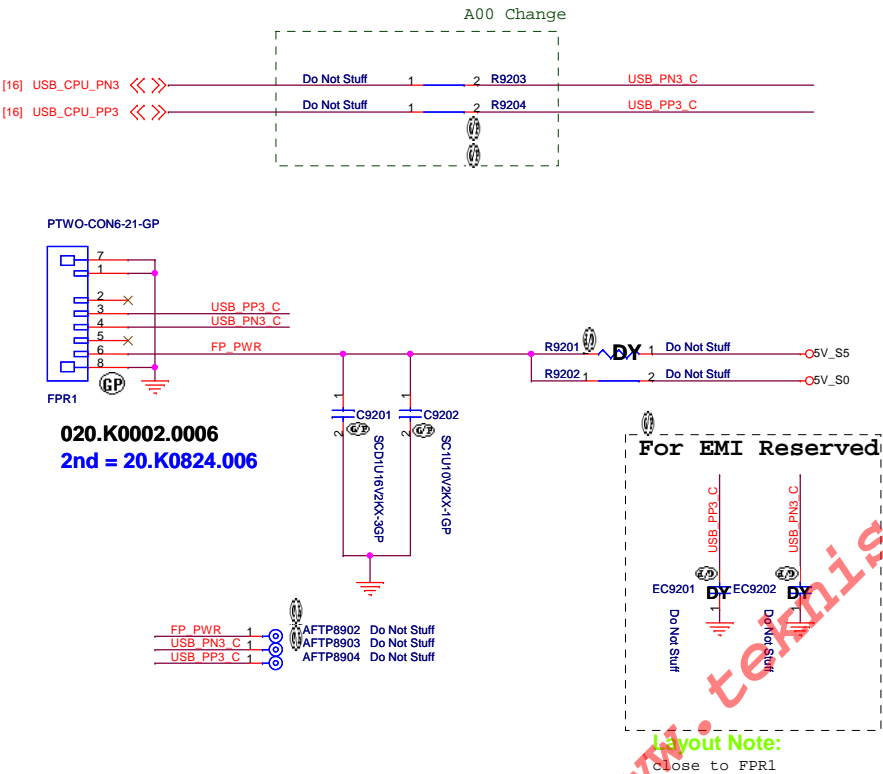 A00 Change
[16] USB_CPU_PN3 Do Not Stuff 1 2 R9203 USB_PN3_C
[16] USB_CPU_PP3 Do Not Stuff 1 2 R9204 USB_PP3_C
PTWO-CON6-21-GP
7
1
2
3 USB_PP3_C
4 USB_PN3_C
5
6 FP_PWR
8
GP
FPR1
R9201 DY 1 Do Not Stuff 5V_S5
R9202 1 2 Do Not Stuff 5V_S0
1 1
C9201 C9202
2 2
SCD1U16V2KX-3GP
SC1U10V2KX-1GP
020.K0002.0006
2nd = 20.K0824.006
For EMI Reserved
USB_PP3_C
USB_PN3_C
EC9201 DY EC9202 DY
1 1
Do Not Stuff
Do Not Stuff
FP_PWR 1 AFTP8902 Do Not Stuff
USB_PN3_C 1 AFTP8903 Do Not Stuff
USB_PP3_C 1 AFTP8904 Do Not Stuff
Layout Note:
close to FPR1